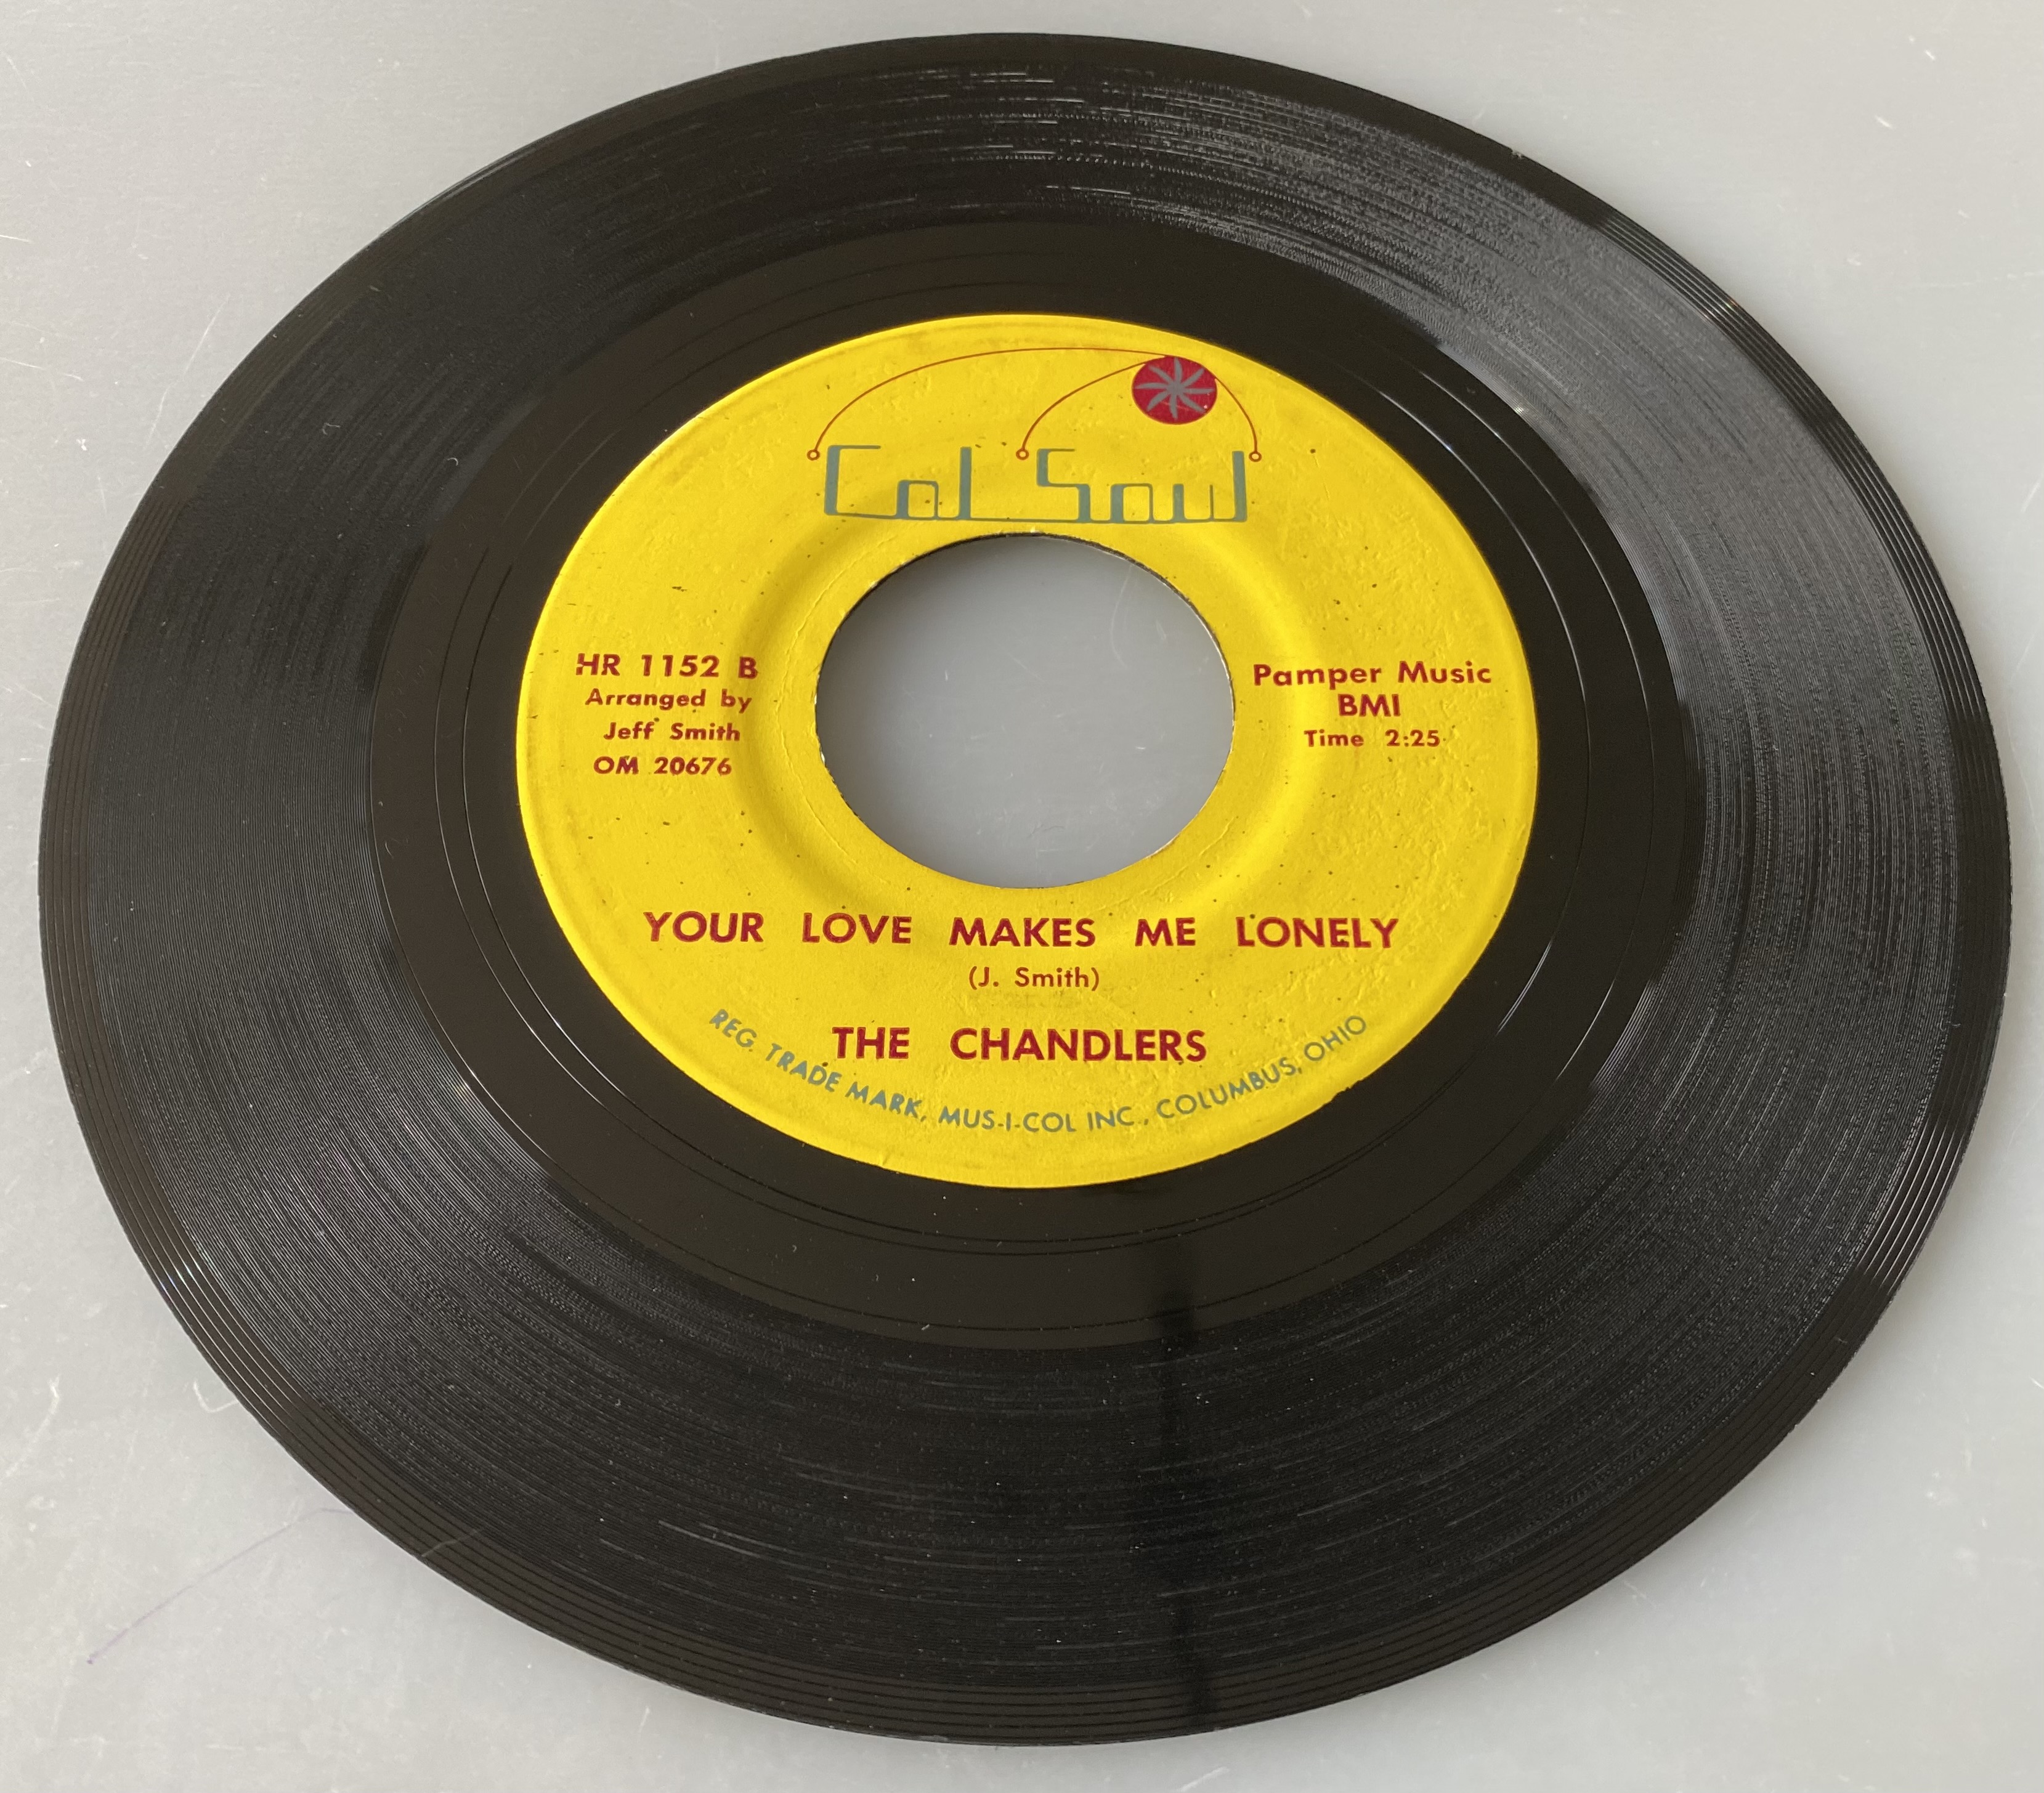 Col Soul
HR 1152 B
Arranged by
Jeff Smith
OM 20676
Pamper Music
BMI
Time 2:25
YOUR LOVE MAKES ME LONELY
(J. Smith)
THE CHANDLERS
REG. TRADE MARK, MUS-I-COL INC., COLUMBUS, OHIO